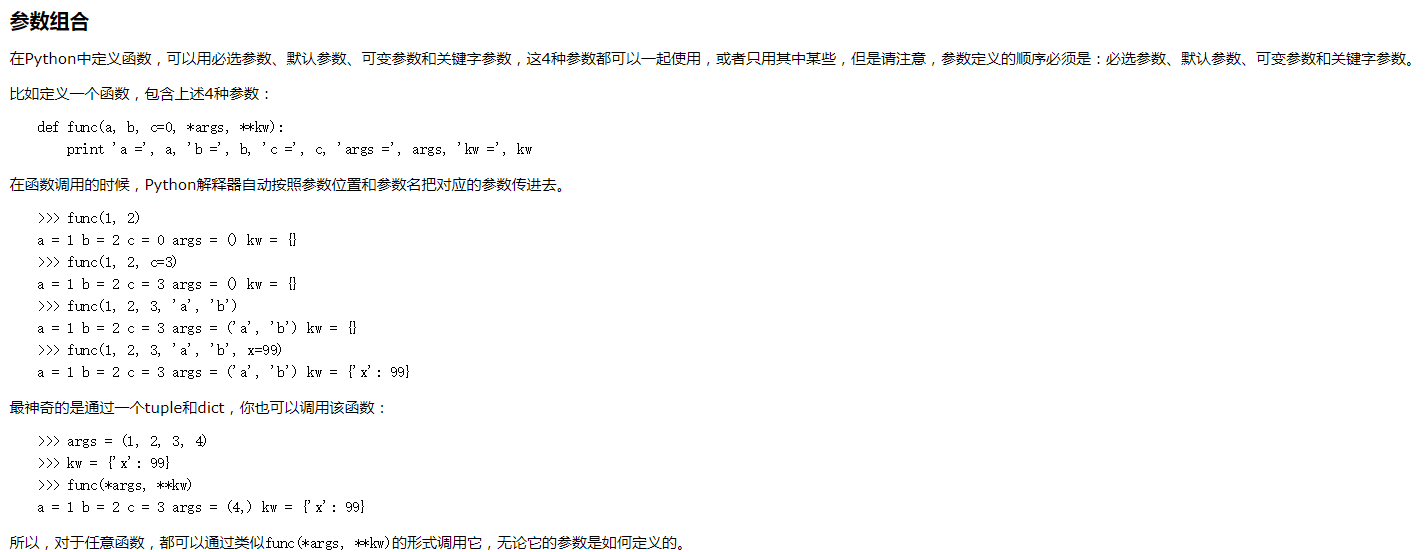 参数组合
在Python中定义函数，可以用必选参数、默认参数、可变参数和关键字参数，这4种参数都可以一起使用，或者只用其中某些，但是请注意，参数定义的顺序必须是：必选参数、默认参数、可变参数和关键字参数。
比如定义一个函数，包含上述4种参数：
def func(a, b, c=0, *args, **kw):
    print 'a =', a, 'b =', b, 'c =', c, 'args =', args, 'kw =', kw
在函数调用的时候，Python解释器自动按照参数位置和参数名把对应的参数传进去。
>>> func(1, 2)
a = 1 b = 2 c = 0 args = () kw = {}
>>> func(1, 2, c=3)
a = 1 b = 2 c = 3 args = () kw = {}
>>> func(1, 2, 3, 'a', 'b')
a = 1 b = 2 c = 3 args = ('a', 'b') kw = {}
>>> func(1, 2, 3, 'a', 'b', x=99)
a = 1 b = 2 c = 3 args = ('a', 'b') kw = {'x': 99}
最神奇的是通过一个tuple和dict，你也可以调用该函数：
>>> args = (1, 2, 3, 4)
>>> kw = {'x': 99}
>>> func(*args, **kw)
a = 1 b = 2 c = 3 args = (4,) kw = {'x': 99}
所以，对于任意函数，都可以通过类似func(*args, **kw)的形式调用它，无论它的参数是如何定义的。